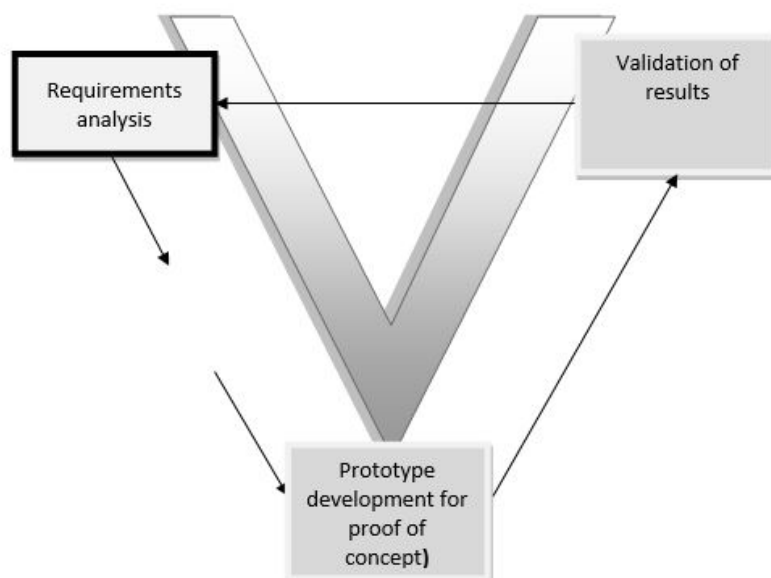 Requirements
analysis
Validation of
results
Prototype
development for
proof of
concept)